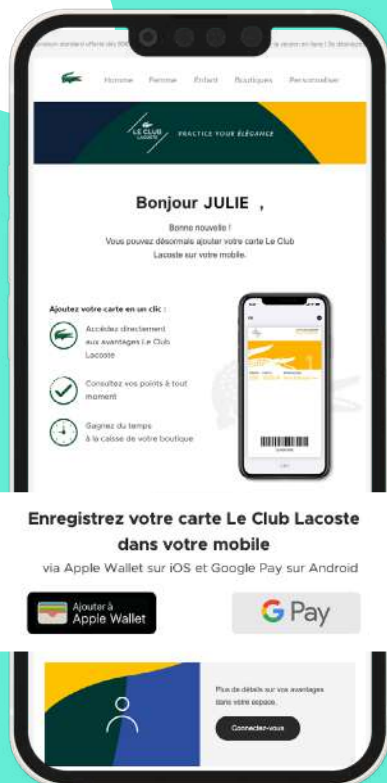 Homme Femme Enfant Boutiques Personnaliser
LE CLUB
LACOSTE
PRACTICE YOUR ÉLÉGANCE
Bonjour JULIE ,
Bonne nouvelle !
Vous pouvez désormais ajouter votre carte Le Club
Lacoste sur votre mobile.
Ajoutez votre carte en un clic :
Accédez directement
aux avantages Le Club
Lacoste
Consultez vos points à tout
moment
Gagnez du temps
à la caisse de votre boutique
Enregistrez votre carte Le Club Lacoste
dans votre mobile
via Apple Wallet sur iOS et Google Pay sur Android
Ajouter à
Apple Wallet
G Pay
Plus de détails sur vos avantages
dans votre espace.
Connectez-vous